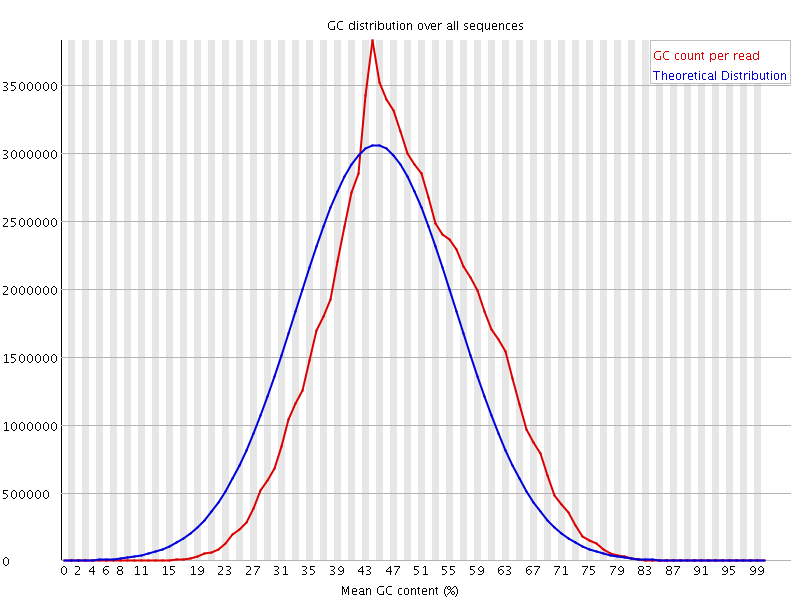 GC distribution over all sequences
GC count per read
Theoretical Distribution
3500000
3000000
2500000
2000000
1500000
1000000
500000
0
0 2 4 6 8 11 15 19 23 27 31 35 39 43 47 51 55 59 63 67 71 75 79 83 87 91 95 99
Mean GC content (%)